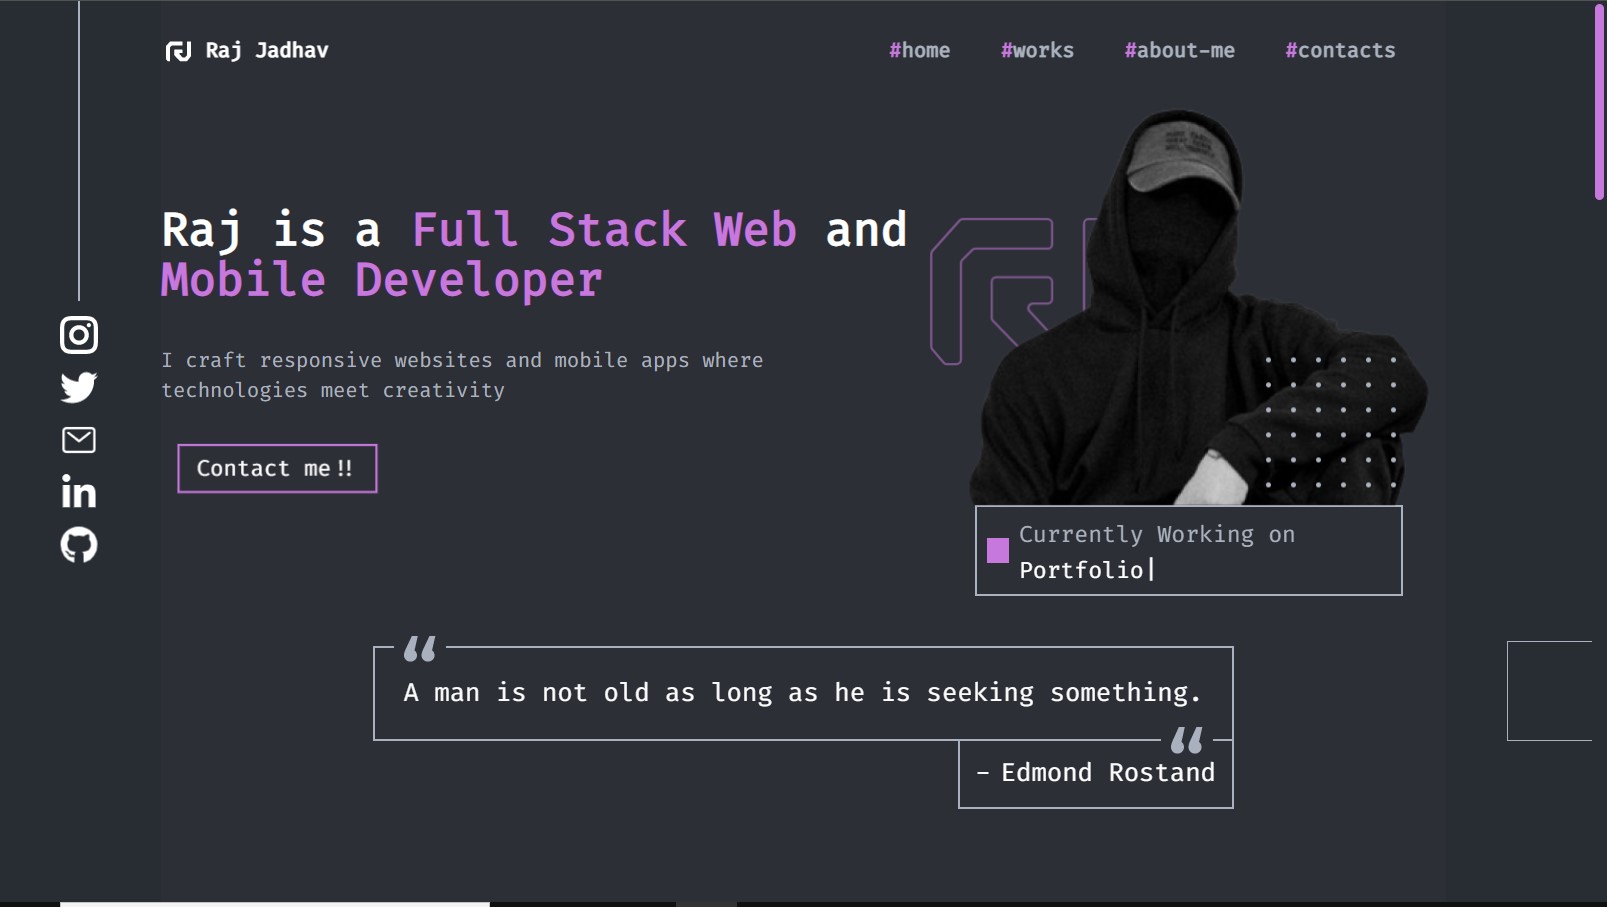 Raj Jadhav
#home #works #about-me #contacts
Raj is a Full Stack Web and
Mobile Developer
I craft responsive websites and mobile apps where
technologies meet creativity
Contact me!!
Currently Working on
Portfolio
“
A man is not old as long as he is seeking something.
“
- Edmond Rostand